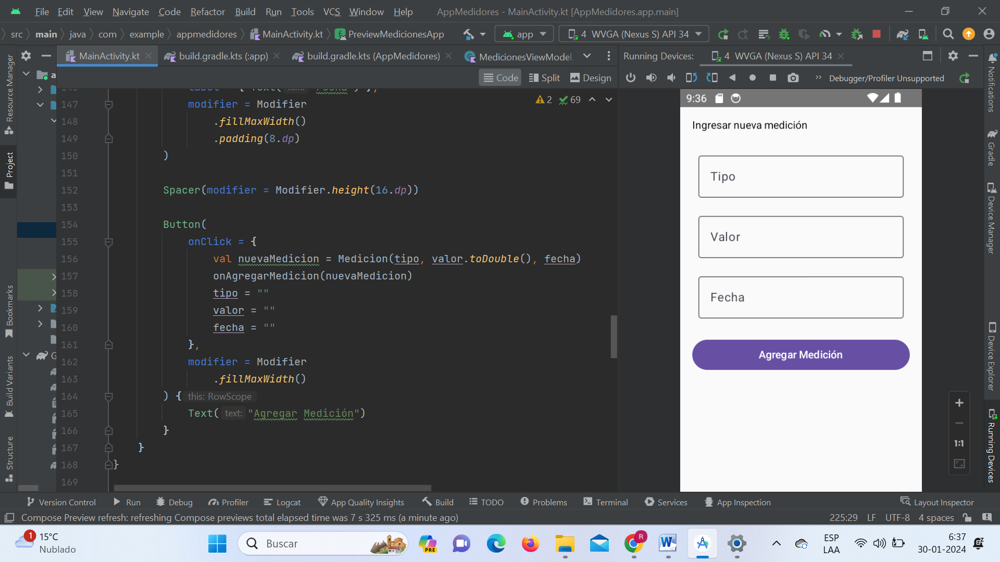 File Edit View Navigate Code Refactor Build Run Tools VCS Window Help AppMedidores - MainActivity.kt [AppMedidores.app.main]
src main java com example appmedidores MainActivity.kt PreviewMedicionesApp app 4 WVGA (Nexus S) API 34
MainActivity.kt build.gradle.kts (:app) build.gradle.kts (AppMedidores) MedicionesViewModel. Running Devices: 4 WVGA (Nexus S) API 34
Code Split Design Debugger/Profiler Unsupported
2 69
147 modifier = Modifier
148 .fillMaxWidth()
149 .padding(8.dp)
150 )
151
152 Spacer(modifier = Modifier.height(16.dp))
153
154 Button(
155 onClick = {
156 val nuevaMedicion = Medicion(tipo, valor.toDouble(), fecha)
157 onAgregarMedicion(nuevaMedicion)
158 tipo = ""
159 valor = ""
160 fecha = ""
161 },
162 modifier = Modifier
163 .fillMaxWidth()
164 ) { this: RowScope
165 Text( text: "Agregar Medición")
166 }
167 }
168 }
169
9:36
Ingresar nueva medición
Tipo
Valor
Fecha
Agregar Medición
1:1
Resource Manager
Project
Bookmarks
Build Variants
Structure
Notifications
Gradle
Device Manager
Device Explorer
Running Devices
a
G
Version Control Run Debug Profiler Logcat App Quality Insights Build TODO Problems Terminal Services App Inspection Layout Inspector
Compose Preview refresh: refreshing Compose previews total elapsed time was 7 s 325 ms (a minute ago) 225:29 LF UTF-8 4 spaces
1
15°C
Nublado
Buscar
PRE
R
ESP
LAA
6:37
30-01-2024